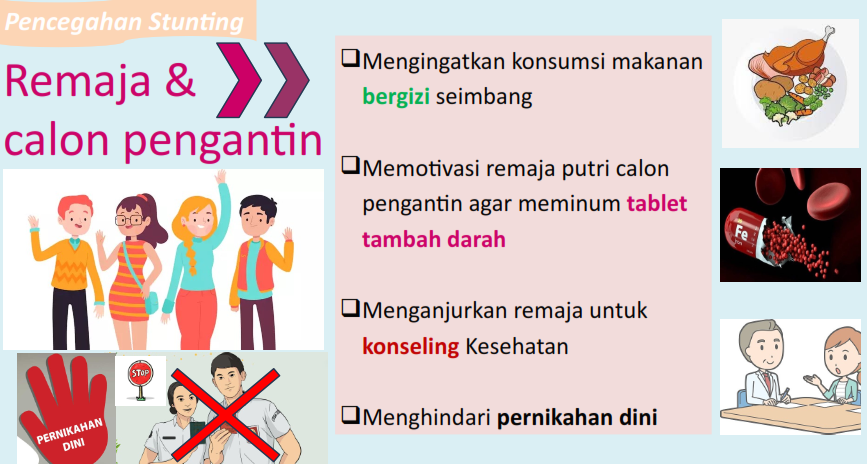 Pencegahan Stunting
Remaja &
calon pengantin
Mengingatkan konsumsi makanan
bergizi seimbang
Memotivasi remaja putri calon
pengantin agar meminum tablet
tambah darah
Menganjurkan remaja untuk
konseling Kesehatan
Menghindari pernikahan dini
Fe
STOP
PERNIKAHAN
DINI